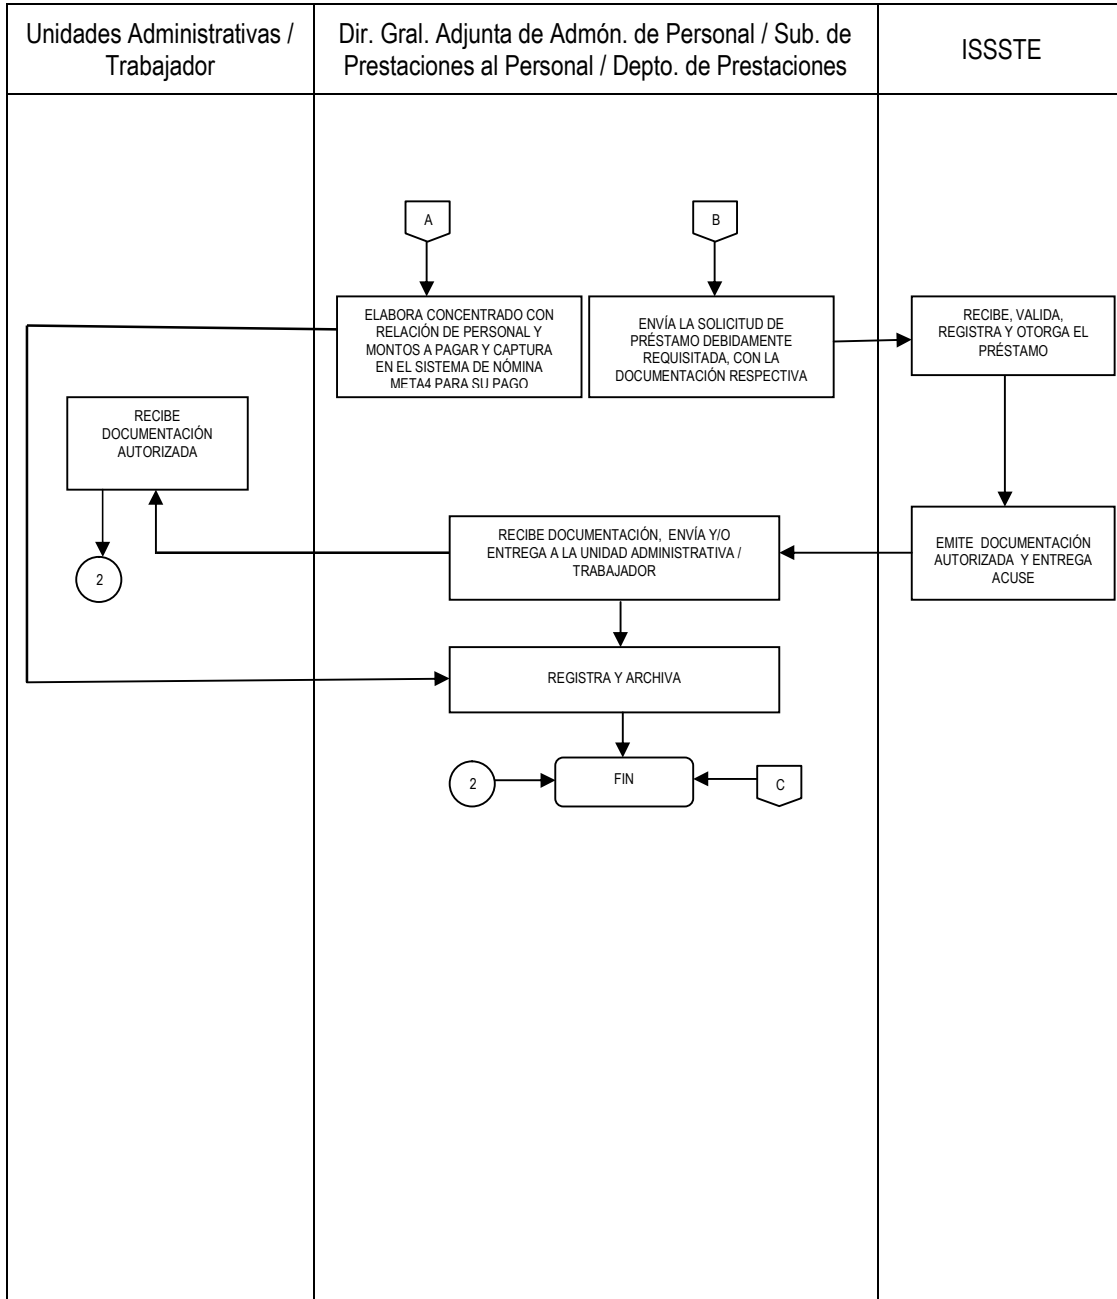 Unidades Administrativas /
Trabajador
Dir. Gral. Adjunta de Admón. de Personal / Sub. de
Prestaciones al Personal / Depto. de Prestaciones
ISSSTE
A
B
ELABORA CONCENTRADO CON
RELACIÓN DE PERSONAL Y
MONTOS A PAGAR Y CAPTURA
EN EL SISTEMA DE NÓMINA
META4 PARA SU PAGO
ENVÍA LA SOLICITUD DE
PRÉSTAMO DEBIDAMENTE
REQUISITADA, CON LA
DOCUMENTACIÓN RESPECTIVA
RECIBE, VALIDA,
REGISTRA Y OTORGA EL
PRÉSTAMO
RECIBE
DOCUMENTACIÓN
AUTORIZADA
RECIBE DOCUMENTACIÓN, ENVÍA Y/O
ENTREGA A LA UNIDAD ADMINISTRATIVA /
TRABAJADOR
EMITE DOCUMENTACIÓN
AUTORIZADA Y ENTREGA
ACUSE
2
REGISTRA Y ARCHIVA
2
FIN
C